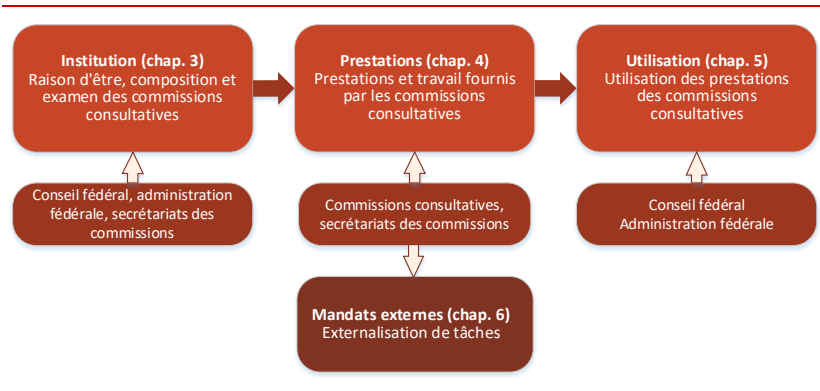 Institution (chap. 3)
Raison d'être, composition et
examen des commissions
consultatives
Prestations (chap. 4)
Prestations et travail fournis
par les commissions
consultatives
Utilisation (chap. 5)
Utilisation des prestations
des commissions
consultatives
Conseil fédéral, administration
fédérale, secrétariats des
commissions
Commissions consultatives,
secrétariats des commissions
Conseil fédéral
Administration fédérale
Mandats externes (chap. 6)
Externalisation de tâches